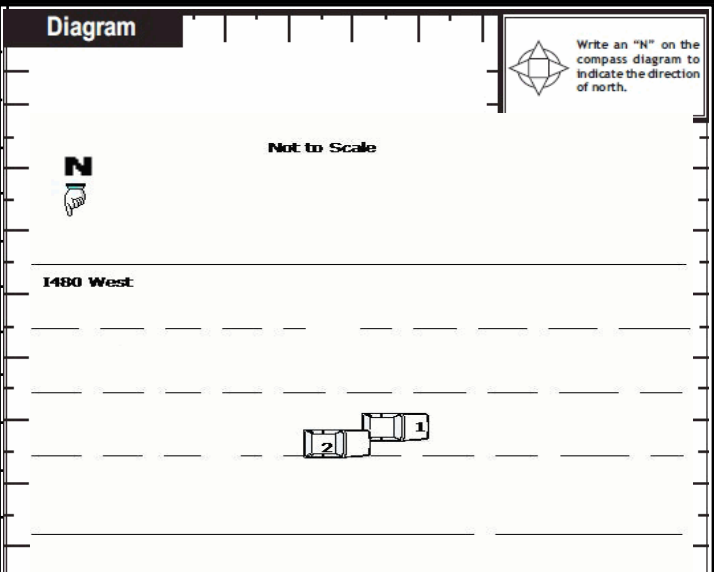 Diagram
Write an “N” on the
compass diagram to
indicate the direction
of north.
Not to Scale
N
I480 West
1
2